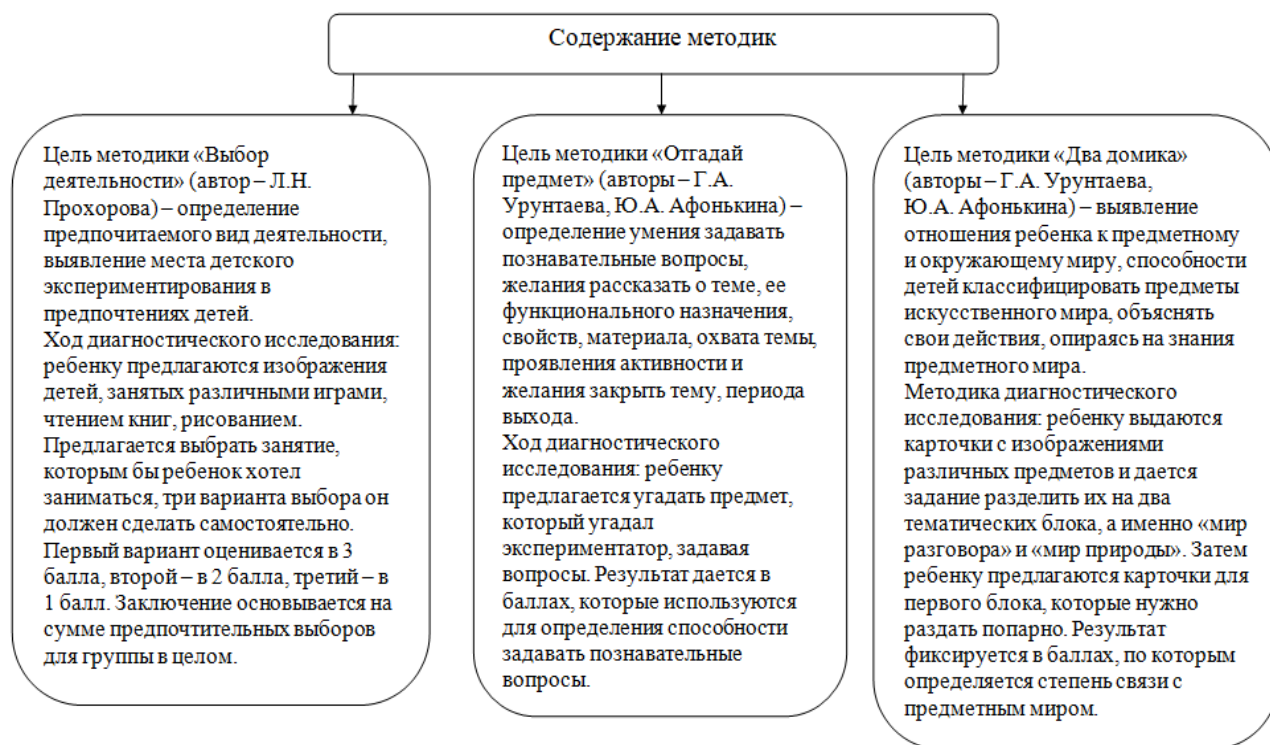 Содержание методик
Цель методики «Выбор
деятельности» (автор – Л.Н.
Прохорова) – определение
предпочитаемого вид деятельности,
выявление места детского
экспериментирования в
предпочтениях детей.
Ход диагностического исследования:
ребенку предлагаются изображения
детей, занятых различными играми,
чтением книг, рисованием.
Предлагается выбрать занятие,
которым бы ребенок хотел
заниматься, три варианта выбора он
должен сделать самостоятельно.
Первый вариант оценивается в 3
балла, второй – в 2 балла, третий – в
1 балл. Заключение основывается на
сумме предпочтительных выборов
для группы в целом.
Цель методики «Отгадай
предмет» (авторы – Г.А.
Урунтаева, Ю.А. Афонькина) –
определение умения задавать
познавательные вопросы,
желания рассказать о теме, ее
функционального назначения,
свойств, материала, охвата темы,
проявления активности и
желания закрыть тему, периода
выхода.
Ход диагностического
исследования: ребенку
предлагается угадать предмет,
который угадал
экспериментатор, задавая
вопросы. Результат дается в
баллах, которые используются
для определения способности
задавать познавательные
вопросы.
Цель методики «Два домика»
(авторы – Г.А. Урунтаева,
Ю.А. Афонькина) – выявление
отношения ребенка к предметному
и окружающему миру, способности
детей классифицировать предметы
искусственного мира, объяснять
свои действия, опираясь на знания
предметного мира.
Методика диагностического
исследования: ребенку выдаются
карточки с изображениями
различных предметов и дается
задание разделить их на два
тематических блока, а именно «мир
разговора» и «мир природы». Затем
ребенку предлагаются карточки для
первого блока, которые нужно
раздать попарно. Результат
фиксируется в баллах, по которым
определяется степень связи с
предметным миром.